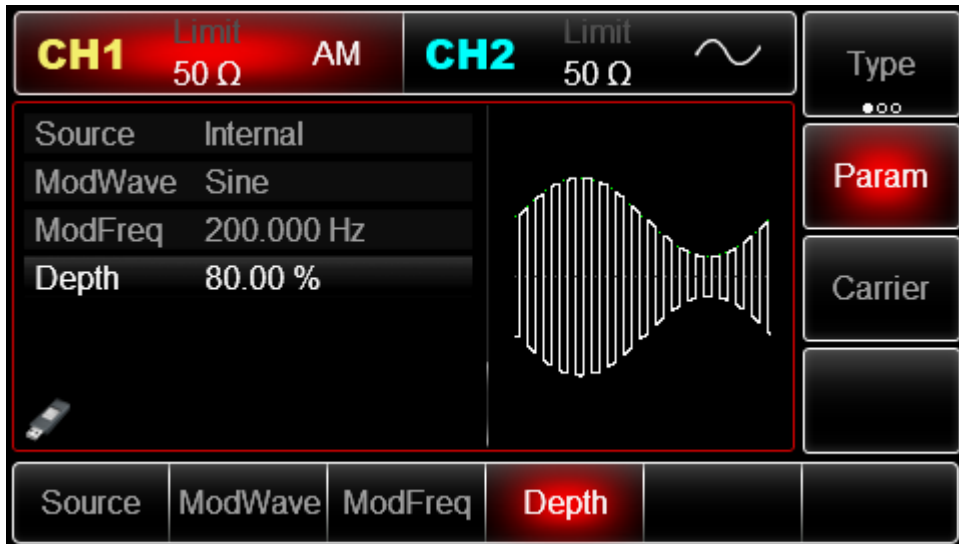 CH1 Limit 50 Ω AM CH2 Limit 50 Ω
Type
Source Internal
ModWave Sine
ModFreq 200.000 Hz
Depth 80.00 %
Param
Carrier
Source ModWave ModFreq Depth